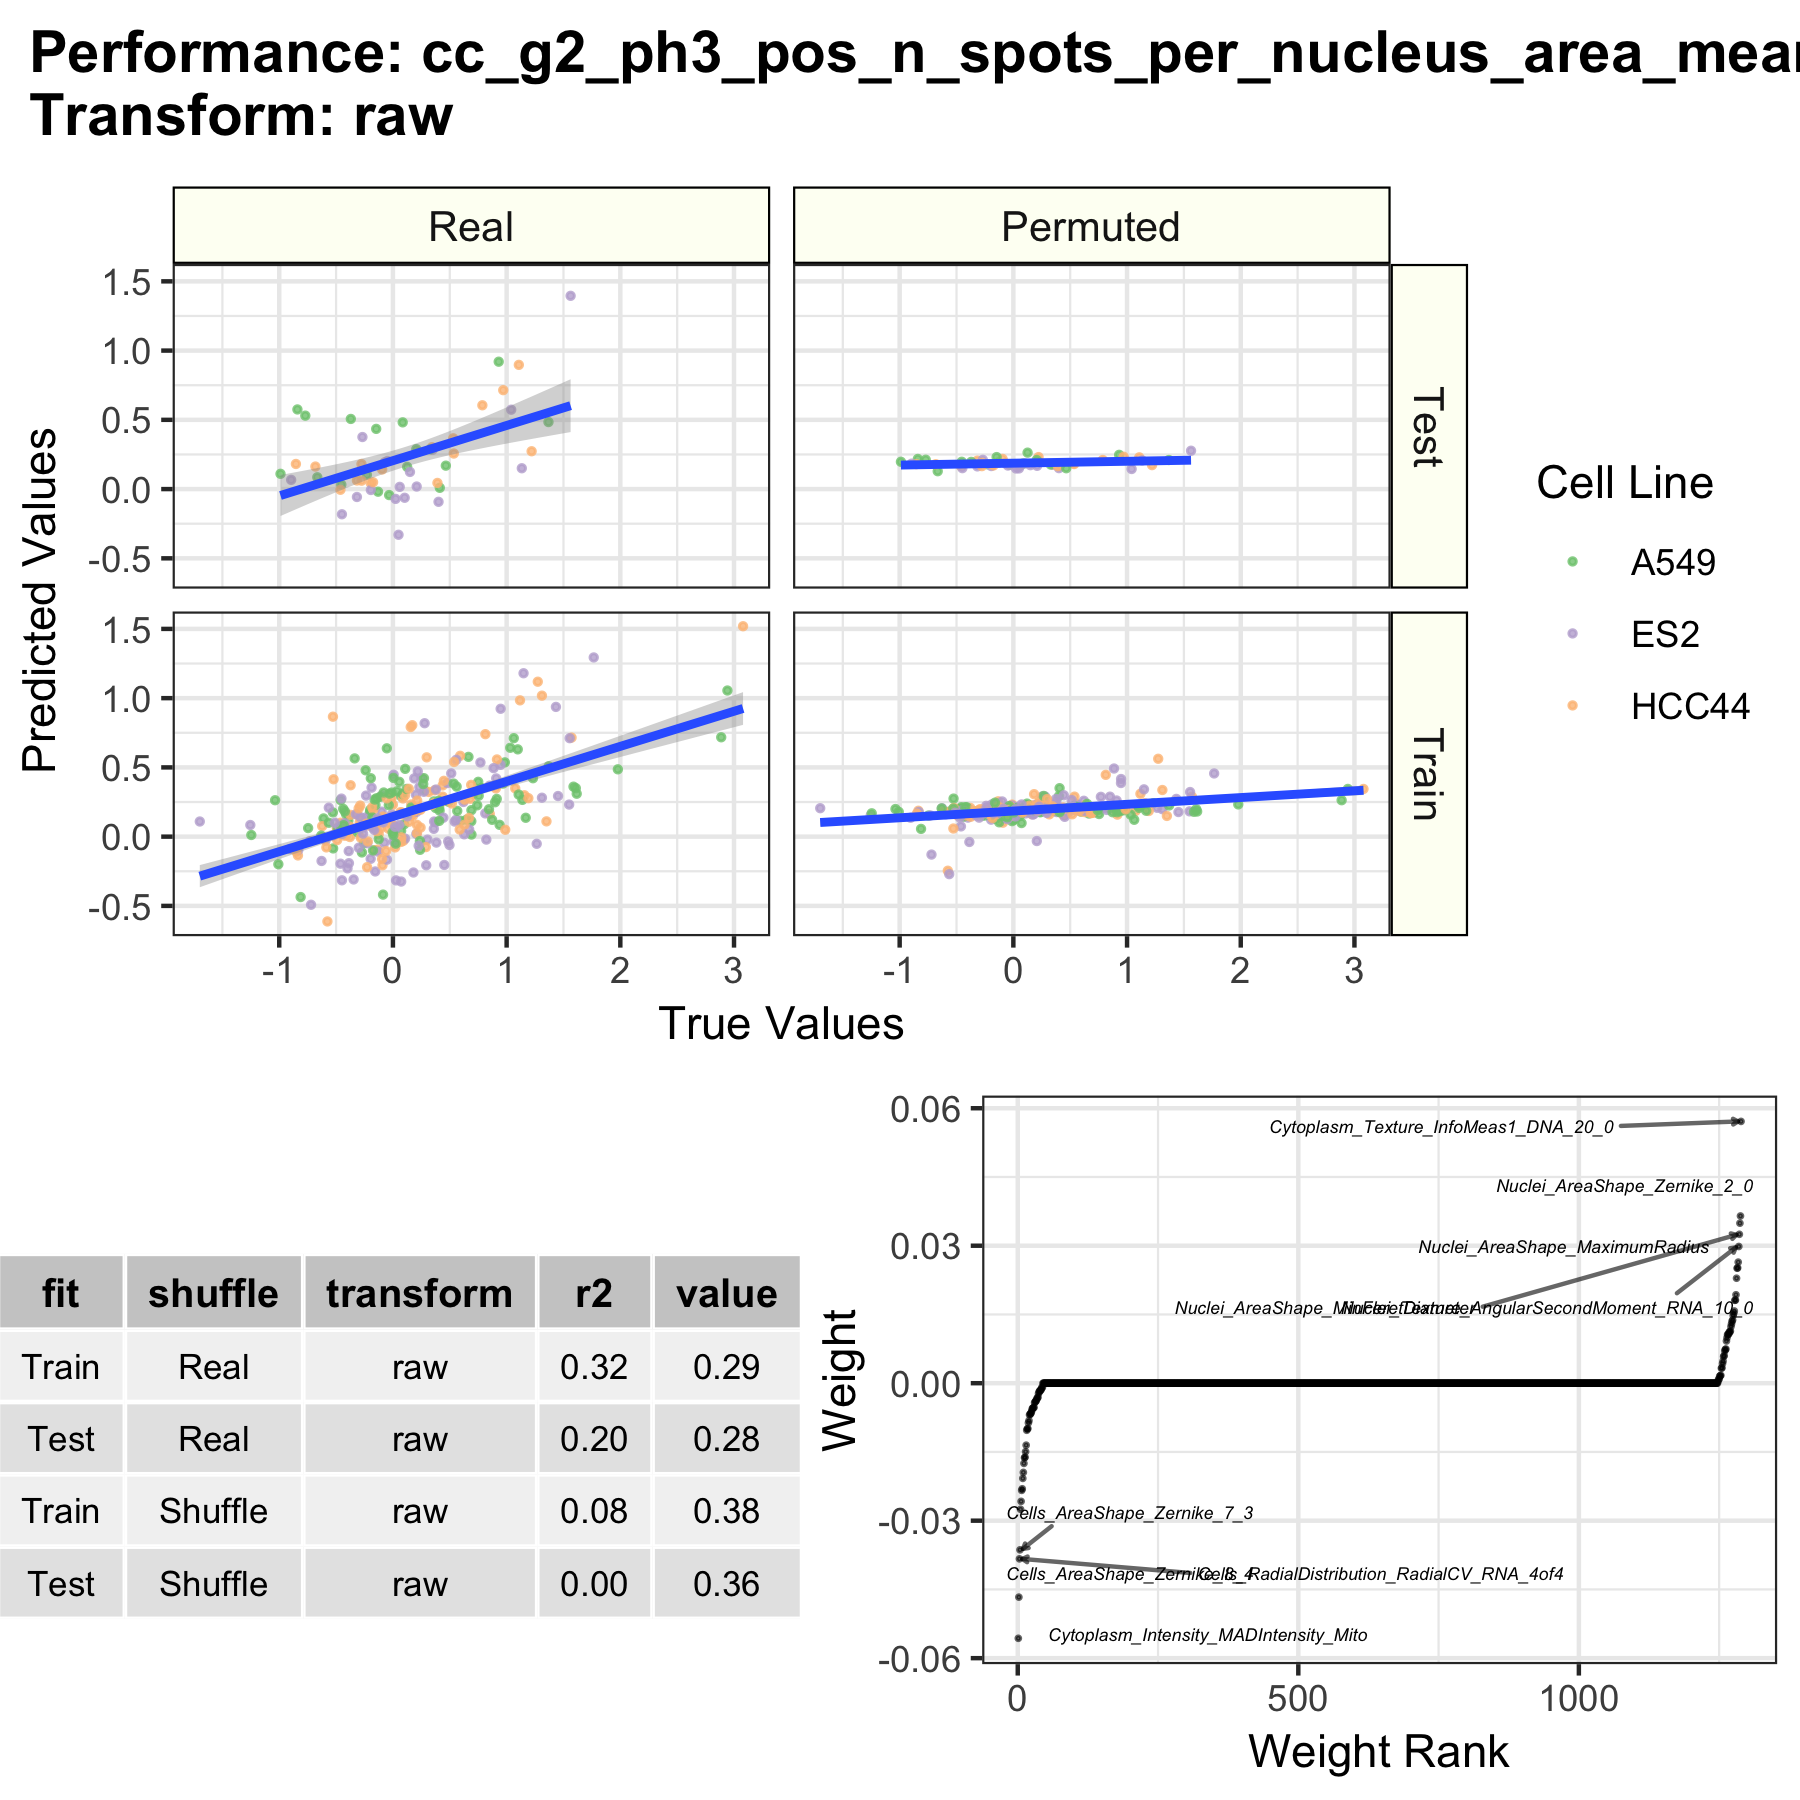 Performance: cc_g2_ph3_pos_n_spots_per_nucleus_area_mean
Transform: raw
Real
Permuted
Predicted Values
1.5
1.0
0.5
0.0
-0.5
Test
1.5
1.0
0.5
0.0
-0.5
Train
-1 0 1 2 3
-1 0 1 2 3
True Values
Cell Line
A549
ES2
HCC44
fit shuffle transform r2 value
Train Real raw 0.32 0.29
Test Real raw 0.20 0.28
Train Shuffle raw 0.08 0.38
Test Shuffle raw 0.00 0.36
Weight
0.06
0.03
0.00
-0.03
-0.06
Cytoplasm_Texture_InfoMeas1_DNA_20_0
Nuclei_AreaShape_Zernike_2_0
Nuclei_AreaShape_MaximumRadius
Nuclei_AreaShape_MinFeretDiameter
Nuclei_Texture_AngularSecondMoment_RNA_10_0
Cells_AreaShape_Zernike_7_3
Cells_AreaShape_Zernike_8_4
Cells_RadialDistribution_RadialCV_RNA_4of4
Cytoplasm_Intensity_MADIntensity_Mito
0 500 1000
Weight Rank